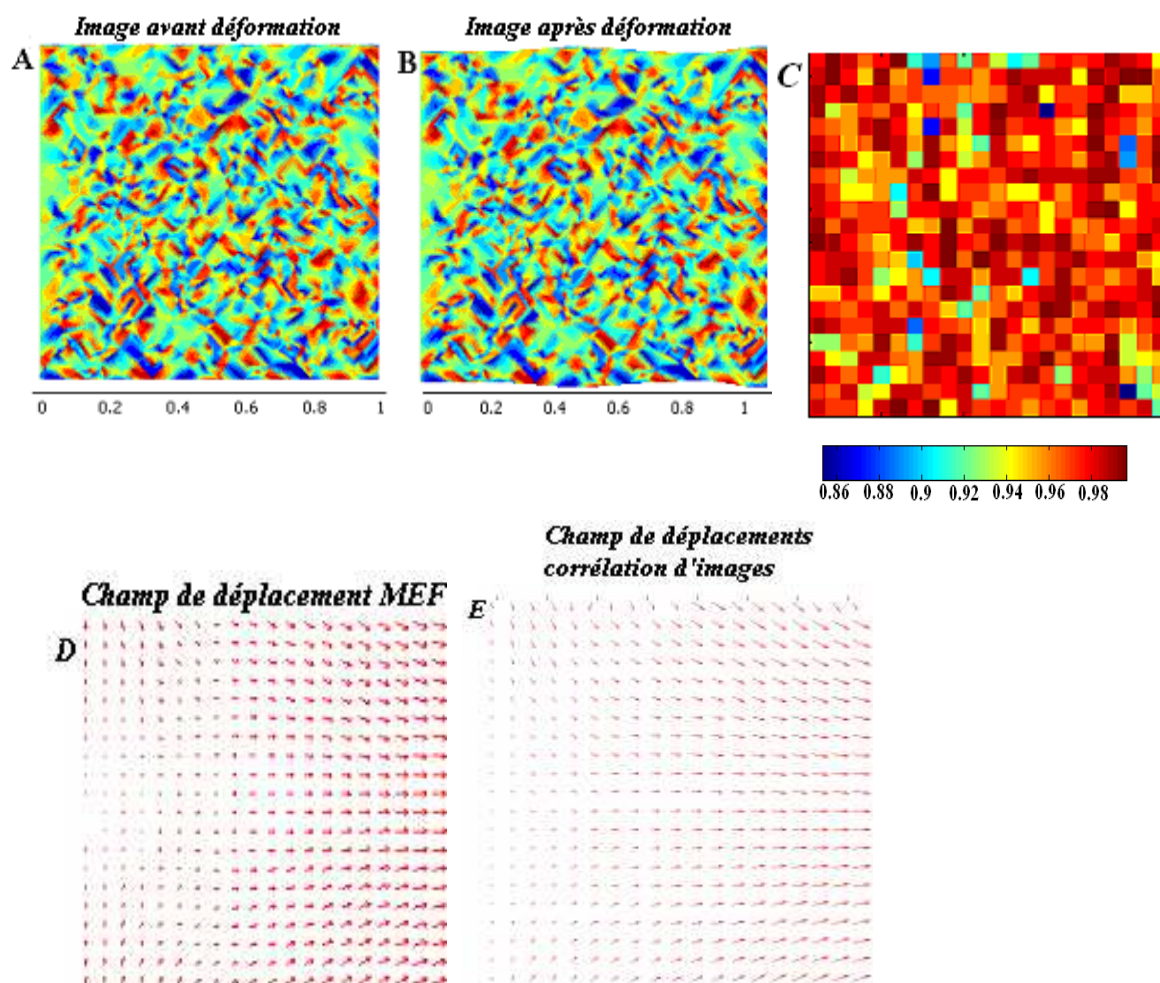 Image avant déformation
Image après déformation
A
B
C
0 0.2 0.4 0.6 0.8 1
0 0.2 0.4 0.6 0.8 1
0.86 0.88 0.9 0.92 0.94 0.96 0.98
Champ de déplacements
corrélation d'images
Champ de déplacement MEF
D
E